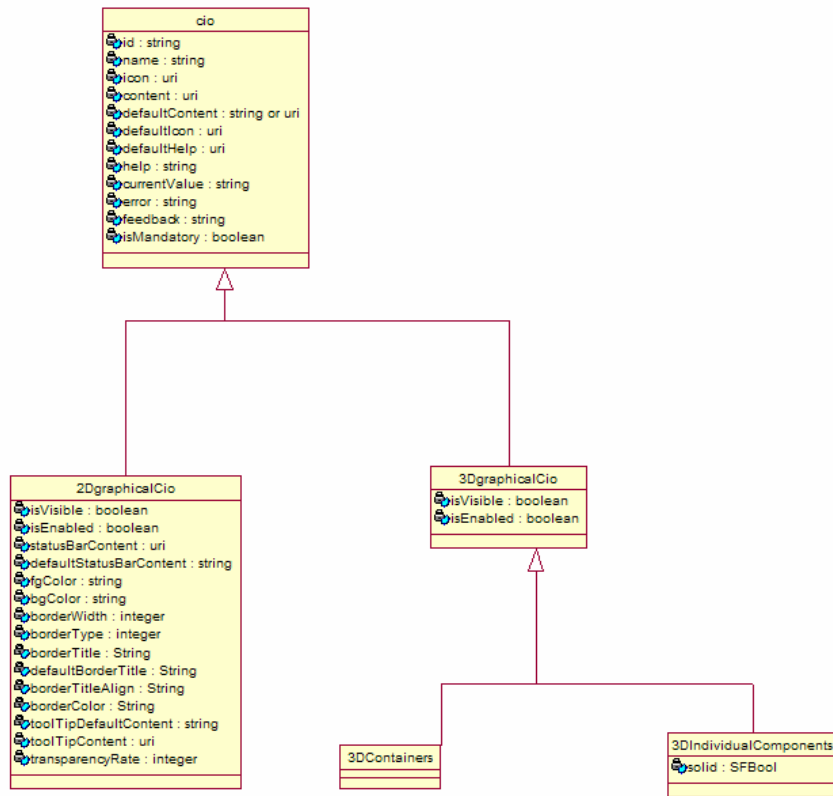 cio
id : string
name : string
icon : uri
content : uri
defaultContent : string or uri
defaultIcon : uri
defaultHelp : uri
help : string
currentValue : string
error : string
feedback : string
isMandatory : boolean
2DgraphicalCio
isVisible : boolean
isEnabled : boolean
statusBarContent : uri
defaultStatusBarContent : string
fgColor : string
bgColor : string
borderWidth : integer
borderType : integer
borderTitle : String
defaultBorderTitle : String
borderTitleAlign : String
borderColor : String
toolTipDefaultContent : string
toolTipContent : uri
transparencyRate : integer
3DgraphicalCio
isVisible : boolean
isEnabled : boolean
3DContainers
3DIndividualComponents
solid : SFBool